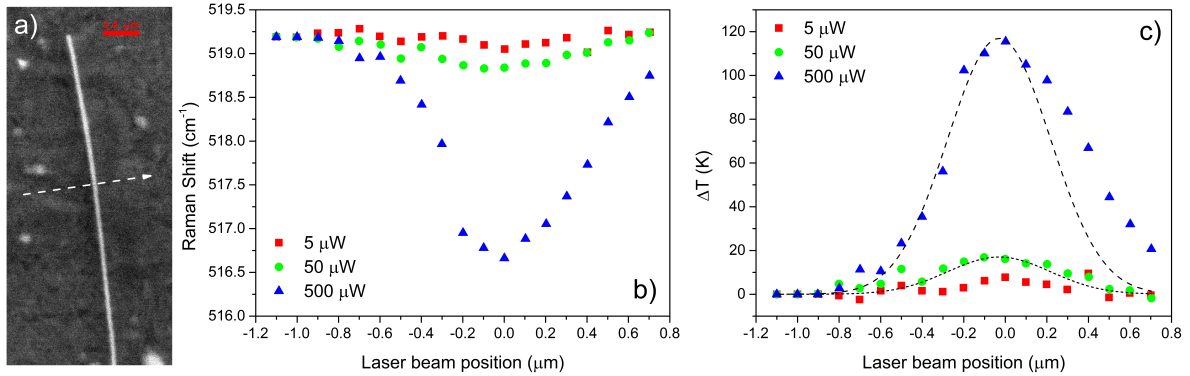 a)
0.4 µm
519.5
519.0
518.5
518.0
517.5
517.0
516.5
516.0
Raman Shift (cm-1)
5 µW
50 µW
500 µW
b)
-1.2 -1.0 -0.8 -0.6 -0.4 -0.2 0.0 0.2 0.4 0.6 0.8
Laser beam position (µm)
120
100
80
60
40
20
0
ΔT (K)
5 µW
50 µW
500 µW
c)
-1.2 -1.0 -0.8 -0.6 -0.4 -0.2 0.0 0.2 0.4 0.6 0.8
Laser beam position (µm)